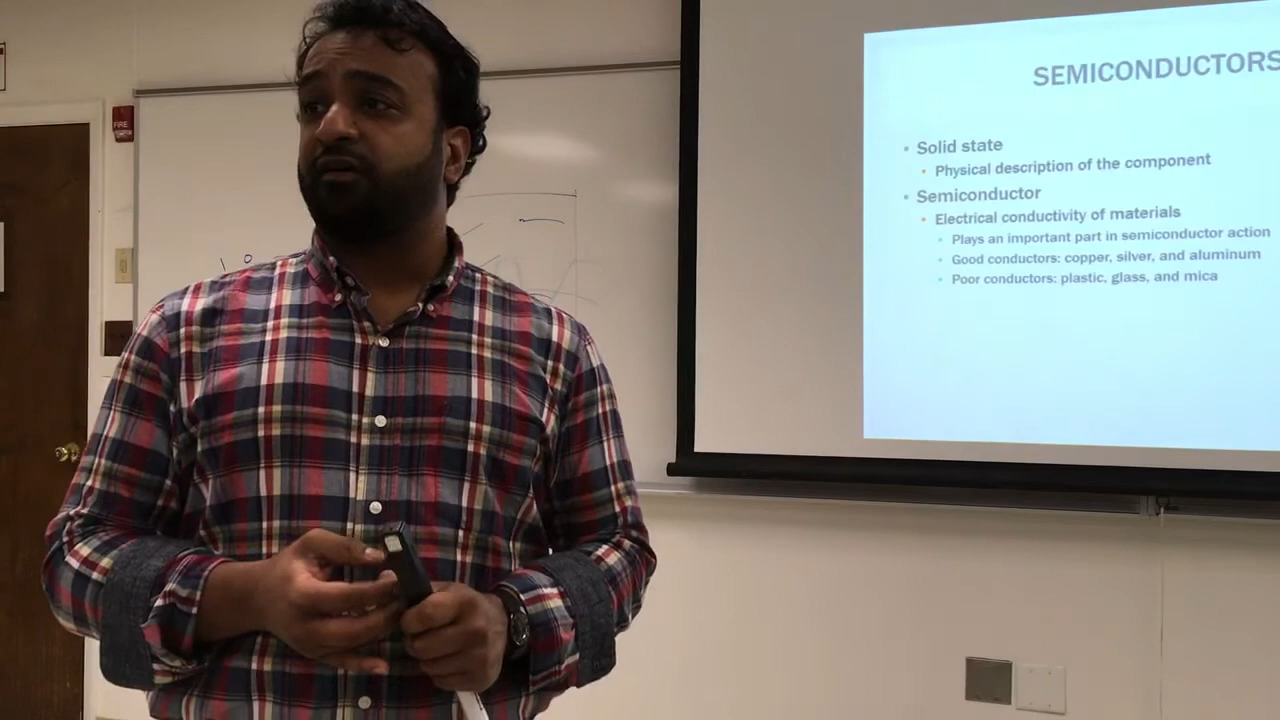 FIRE
SEMICONDUCTORS
• Solid state
• Physical description of the component
• Semiconductor
• Electrical conductivity of materials
• Plays an important part in semiconductor action
• Good conductors: copper, silver, and aluminum
• Poor conductors: plastic, glass, and mica